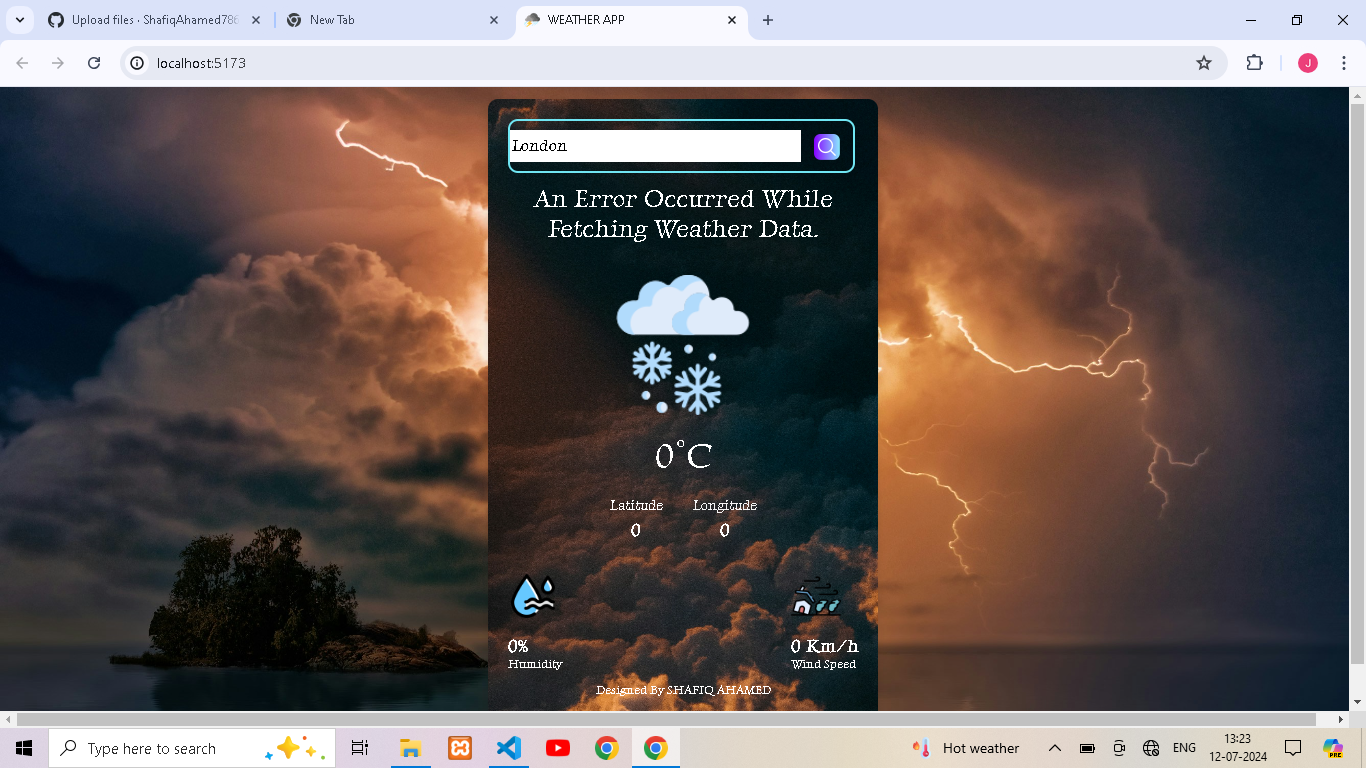 Upload files · ShafiqAhamed786
New Tab
WEATHER APP
localhost:5173
J
London
An Error Occurred While
Fetching Weather Data.
0°C
Latitude Longitude
0 0
0% 0 Km/h
Humidity Wind Speed
Designed By SHAFIQ AHAMED
Type here to search
Hot weather
ENG
13:23
12-07-2024
PRE